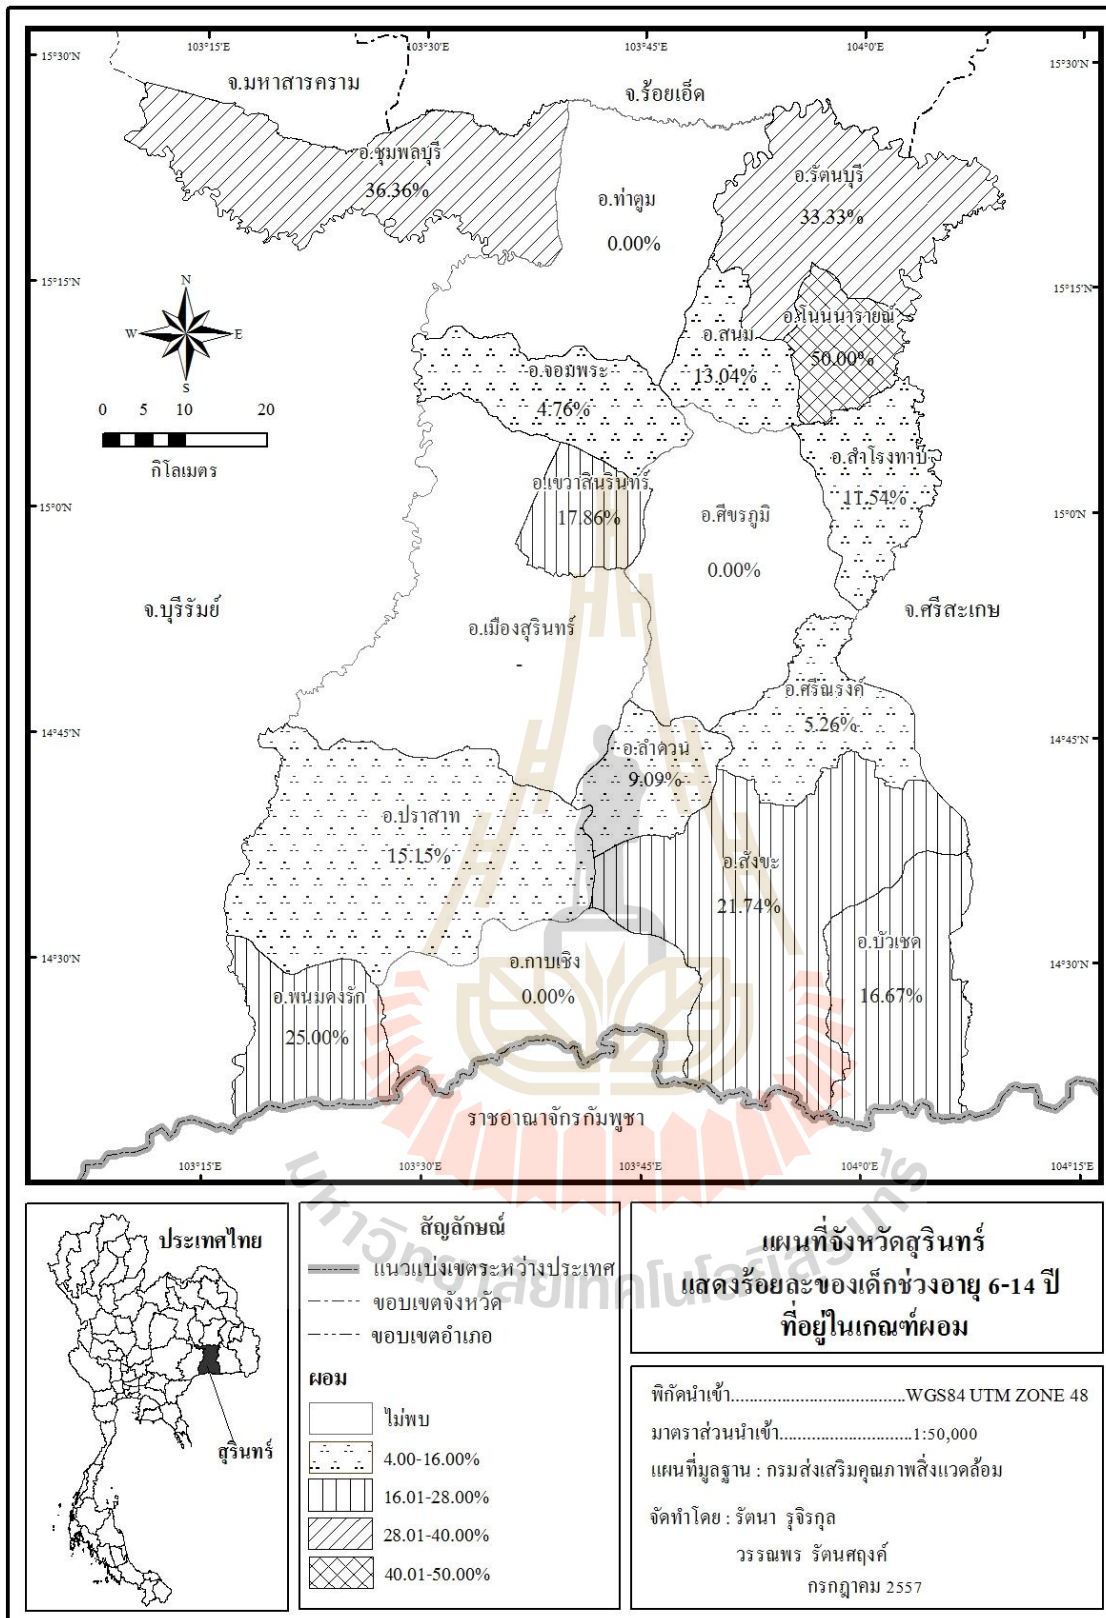 103°15'E 103°30'E 103°45'E 104°0'E
15°30'N 15°30'N
จ.มหาสารคราม
จ.ร้อยเอ็ด
อ.ชุมพลบุรี
36.36%
อ.รัตนบุรี
33.33%
อ.ท่าตูม
0.00%
15°15'N 15°15'N
N
W E
S
อ.โนนนารายณ์
50.00%
อ.สนม
13.04%
อ.จอมพระ
4.76%
0 5 10 20
กิโลเมตร
อ.สำโรงทาบ
11.54%
อ.เขวาสินรินทร์
17.86%
15°0'N 15°0'N
อ.ศีขรภูมิ
0.00%
จ.บุรีรัมย์
จ.ศรีสะเกษ
อ.เมืองสุรินทร์
-
อ.ศรีณรงค์
5.26%
14°45'N 14°45'N
อ.ลำดวน
9.09%
อ.ปราสาท
15.15%
อ.สังขะ
21.74%
อ.บัวเชด
16.67%
14°30'N 14°30'N
อ.กาบเชิง
0.00%
อ.พนมดงรัก
25.00%
ราชอาณาจักรกัมพูชา
103°15'E 103°30'E 103°45'E 104°0'E 104°15'E
มหาวิทยาลัยเทคโนโลยีสุรนารี
ประเทศไทย
สุรินทร์
สัญลักษณ์
แนวแบ่งเขตระหว่างประเทศ
ขอบเขตจังหวัด
ขอบเขตอำเภอ
ผอม
ไม่พบ
4.00-16.00%
16.01-28.00%
28.01-40.00%
40.01-50.00%
แผนที่จังหวัดสุรินทร์
แสดงร้อยละของเด็กช่วงอายุ 6-14 ปี
ที่อยู่ในเกณฑ์ผอม
พิกัดนำเข้า..................................WGS84 UTM ZONE 48
มาตราส่วนนำเข้า..........................1:50,000
แผนที่มูลฐาน : กรมส่งเสริมคุณภาพสิ่งแวดล้อม
จัดทำโดย : รัตนา รุจิรกุล
วรรณพร รัตนศฤงค์
กรกฎาคม 2557